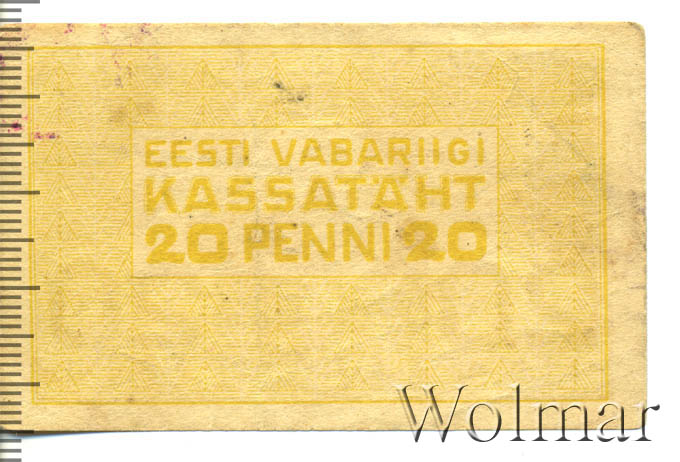 EESTI VABARIIGI
KASSATÄHT
20 PENNI 20
Wolmar